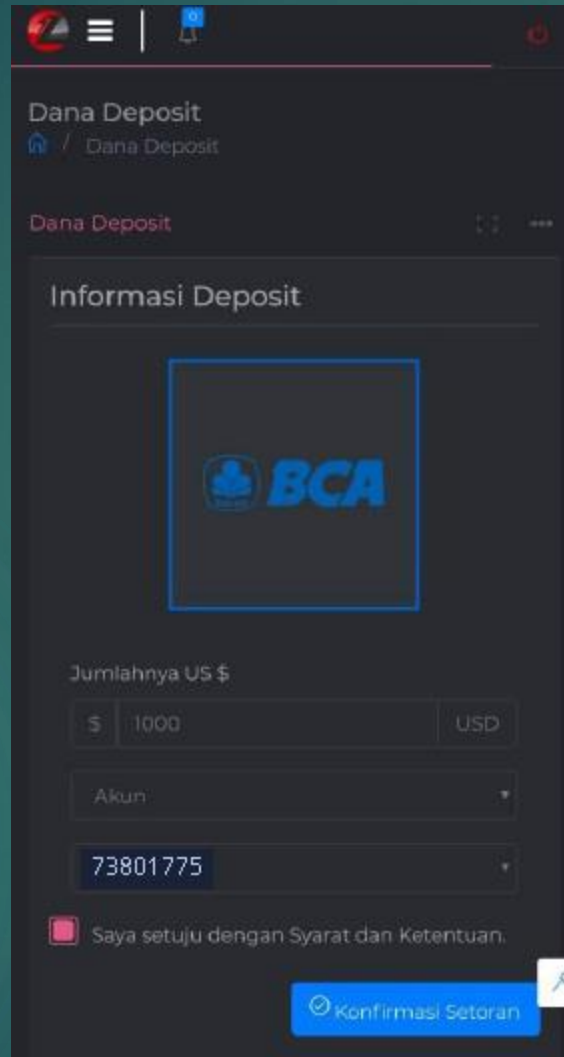 0
Dana Deposit
/ Dana Deposit
Dana Deposit
Informasi Deposit
BCA
Jumlahnya US $
$ 1000 USD
Akun
73801775
Saya setuju dengan Syarat dan Ketentuan.
Konfirmasi Setoran